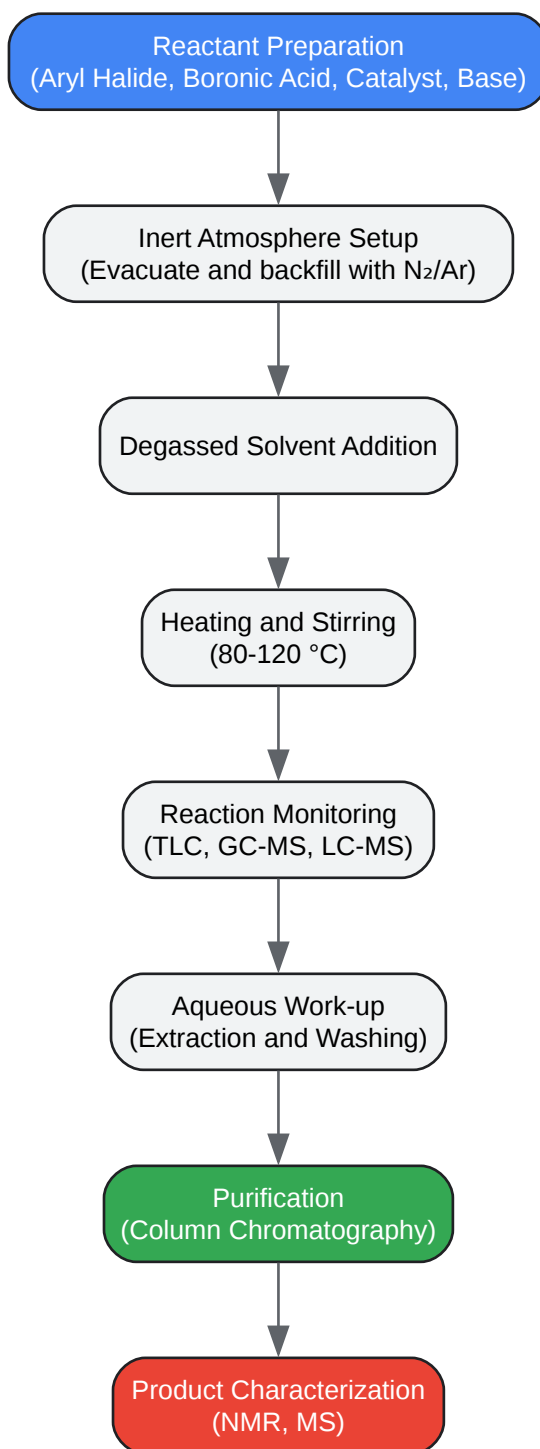 Reactant Preparation
(Aryl Halide, Boronic Acid, Catalyst, Base)
Inert Atmosphere Setup
(Evacuate and backfill with N₂/Ar)
Degassed Solvent Addition
Heating and Stirring
(80-120 °C)
Reaction Monitoring
(TLC, GC-MS, LC-MS)
Aqueous Work-up
(Extraction and Washing)
Purification
(Column Chromatography)
Product Characterization
(NMR, MS)